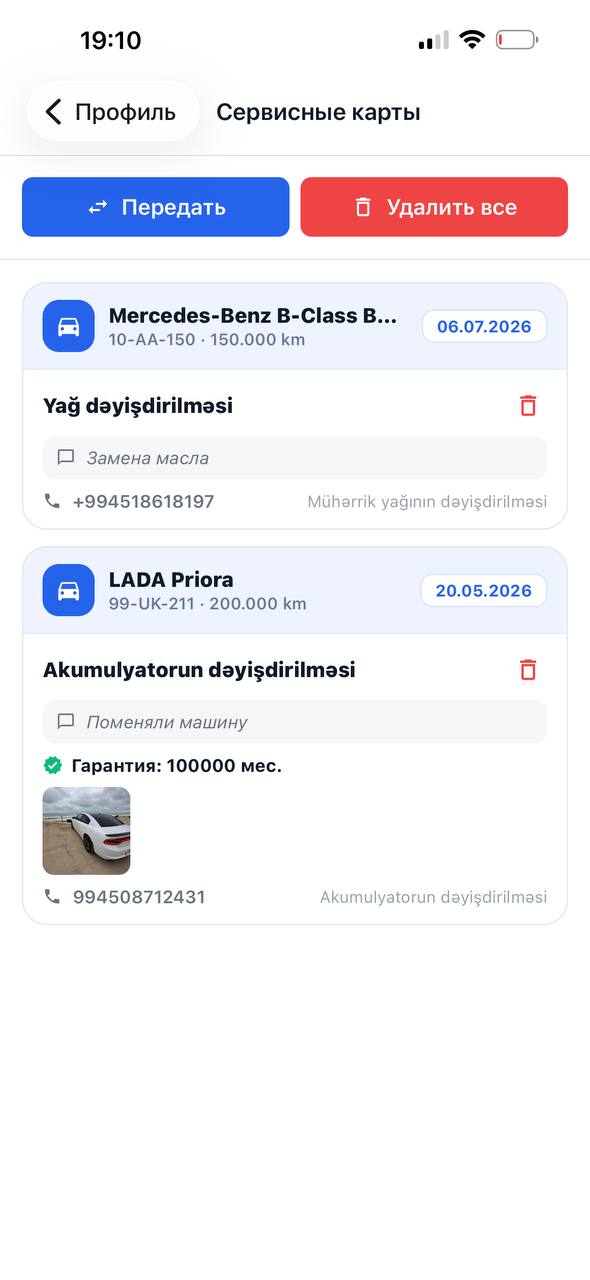 19:10
Профиль
Сервисные карты
Передать
Удалить все
Mercedes-Benz B-Class B...
06.07.2026
10-AA-150 · 150.000 km
Yağ dəyişdirilməsi
Замена масла
+994518618197
Mühərrik yağının dəyişdirilməsi
LADA Priora
20.05.2026
99-UK-211 · 200.000 km
Akumulyatorun dəyişdirilməsi
Поменяли машину
Гарантия: 100000 мес.
994508712431
Akumulyatorun dəyişdirilməsi